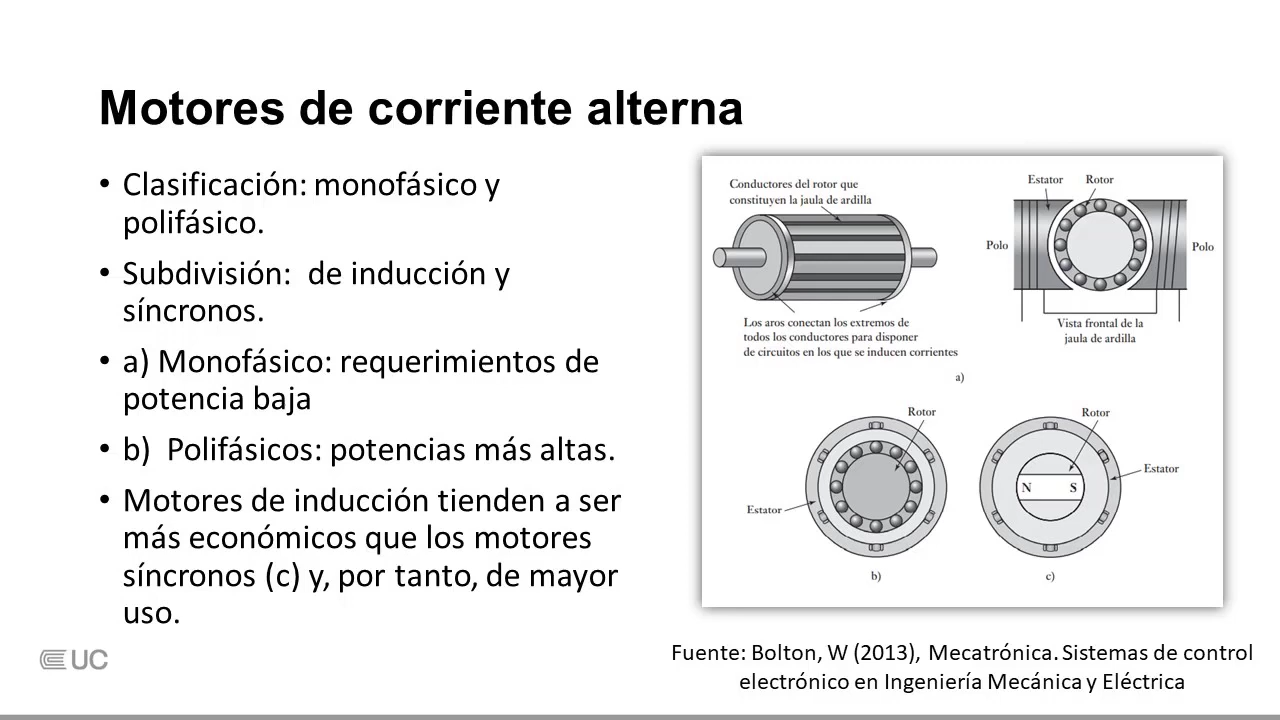 Motores de corriente alterna
• Clasificación: monofásico y
polifásico.
• Subdivisión:  de inducción y
síncronos.
• a) Monofásico: requerimientos de
potencia baja
• b)  Polifásicos: potencias más altas.
• Motores de inducción tienden a ser
más económicos que los motores
síncronos (c) y, por tanto, de mayor
uso.
Conductores del rotor que
constituyen la jaula de ardilla
Los aros conectan los extremos de
todos los conductores para disponer
de circuitos en los que se inducen corrientes
Estator
Rotor
Polo
Polo
Vista frontal de la
jaula de ardilla
a)
Rotor
Estator
b)
Rotor
Estator
N
S
c)
UC
Fuente: Bolton, W (2013), Mecatrónica. Sistemas de control
electrónico en Ingeniería Mecánica y Eléctrica